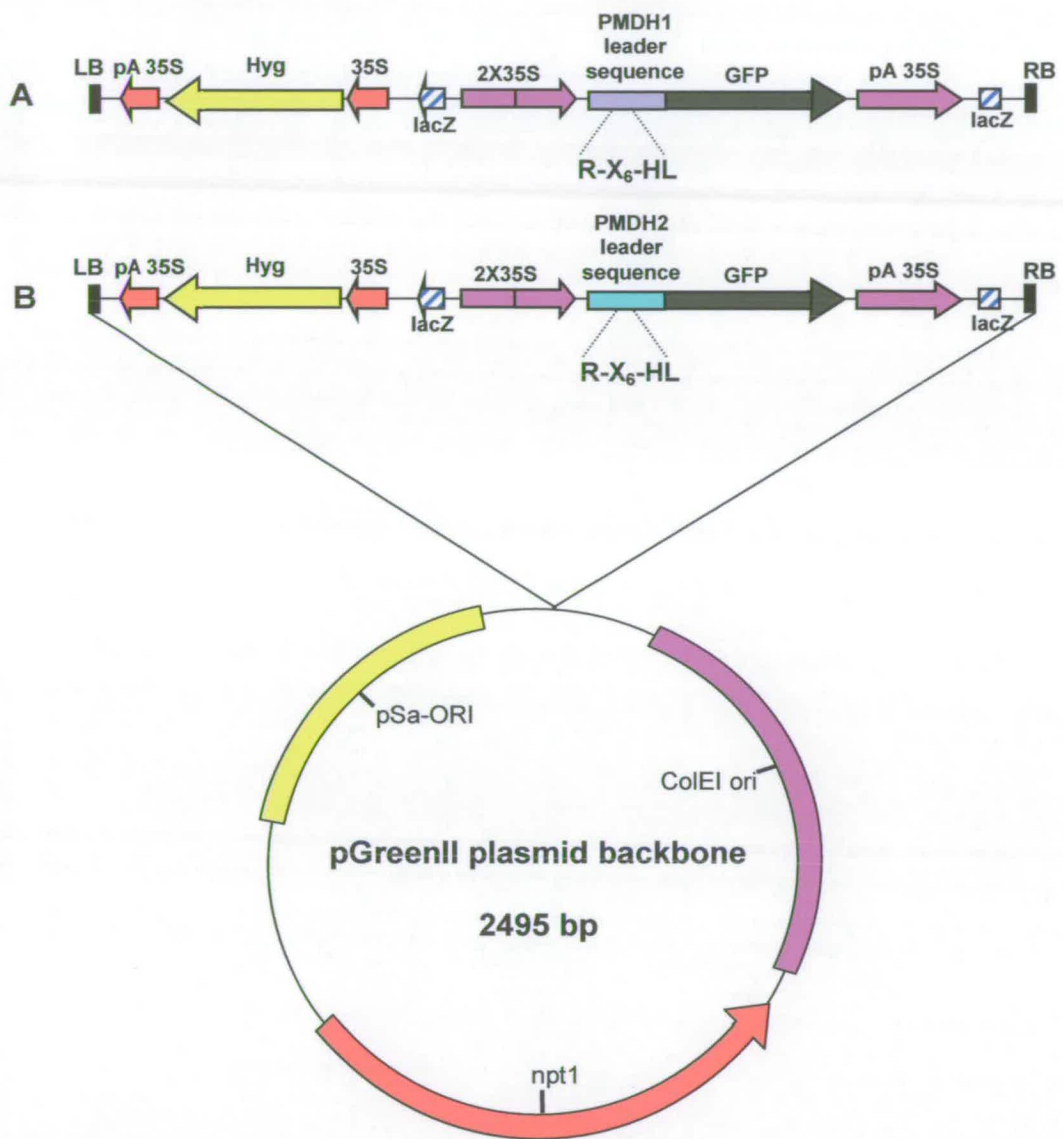 PMDH1
leader
sequence
LB pA 35S Hyg 35S 2X35S GFP pA 35S RB
A
lacZ lacZ
R-X₆-HL
PMDH2
leader
sequence
LB pA 35S Hyg 35S 2X35S GFP pA 35S RB
B
lacZ lacZ
R-X₆-HL
pSa-ORI
ColEI ori
pGreenII plasmid backbone
2495 bp
npt1